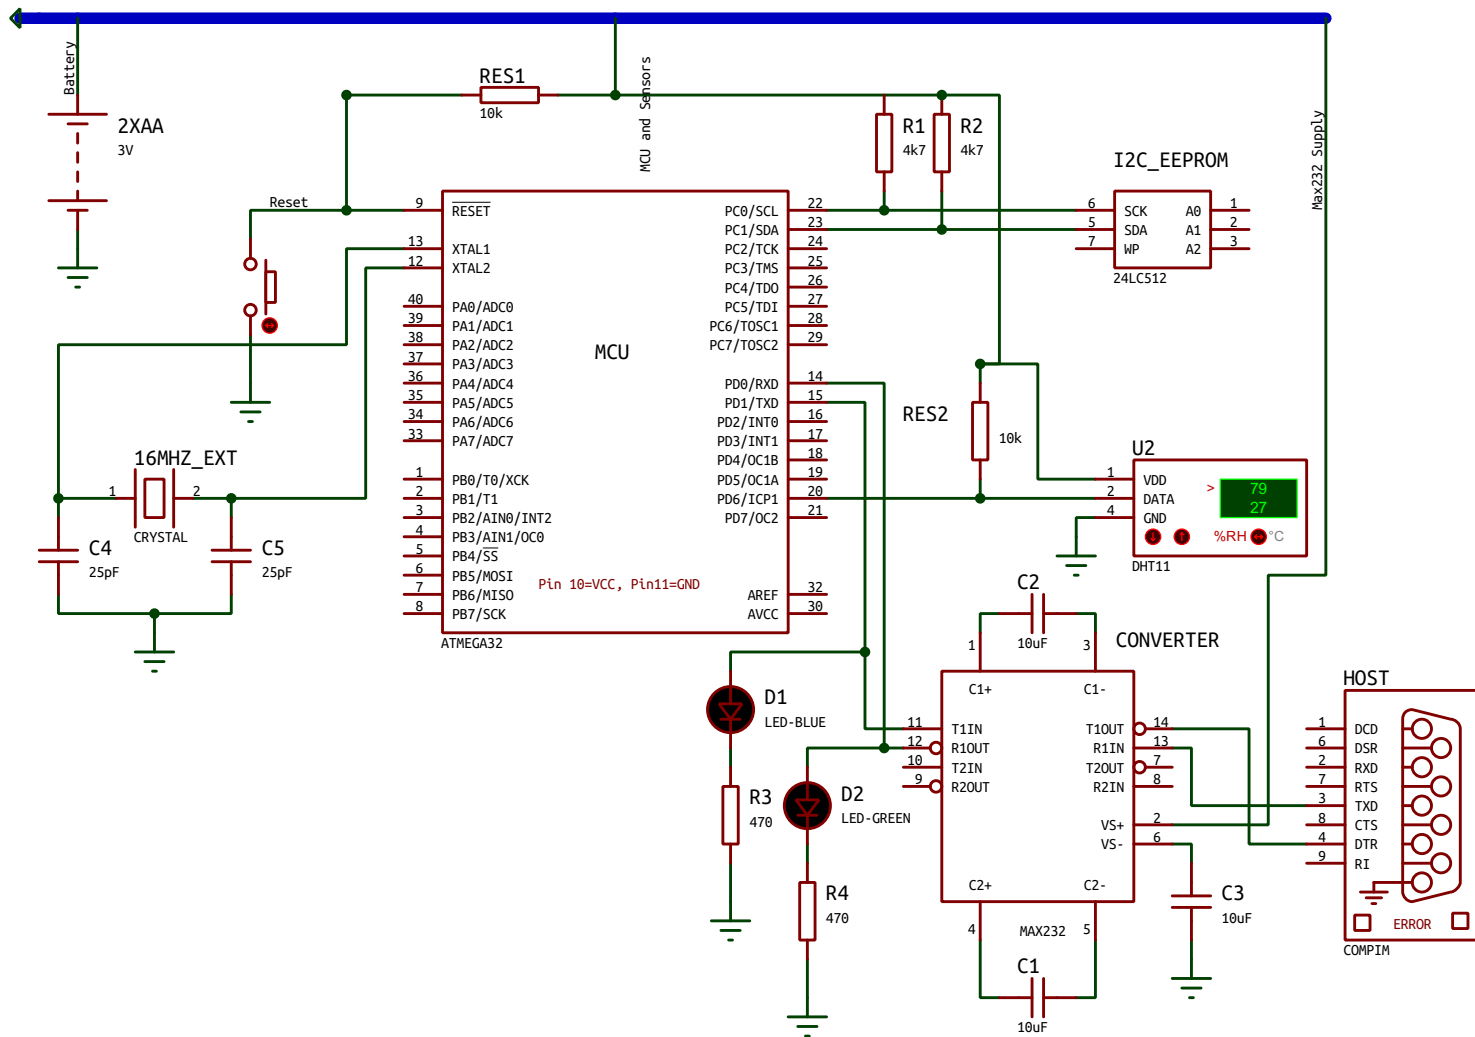 Battery
2XAA
3V
RES1
10k
MCU and Sensors
R1
4k7
R2
4k7
Max232 Supply
I2C_EEPROM
6 SCK A0 1
5 SDA A1 2
7 WP A2 3
24LC512
Reset
9 RESET
13 XTAL1
12 XTAL2
40 PA0/ADC0
39 PA1/ADC1
38 PA2/ADC2
37 PA3/ADC3
36 PA4/ADC4
35 PA5/ADC5
34 PA6/ADC6
33 PA7/ADC7
1 PB0/T0/XCK
2 PB1/T1
3 PB2/AIN0/INT2
4 PB3/AIN1/OC0
5 PB4/SS
6 PB5/MOSI
7 PB6/MISO
8 PB7/SCK
MCU
Pin 10=VCC, Pin11=GND
PC0/SCL 22
PC1/SDA 23
PC2/TCK 24
PC3/TMS 25
PC4/TDO 26
PC5/TDI 27
PC6/TOSC1 28
PC7/TOSC2 29
PD0/RXD 14
PD1/TXD 15
PD2/INT0 16
PD3/INT1 17
PD4/OC1B 18
PD5/OC1A 19
PD6/ICP1 20
PD7/OC2 21
AREF 32
AVCC 30
ATMEGA32
16MHZ_EXT
1 2
CRYSTAL
C4
25pF
C5
25pF
RES2
10k
U2
1 VDD
2 DATA
4 GND
> 79
27
%RH °C
DHT11
C2
10uF
1 3
CONVERTER
C1+ C1-
11 T1IN T1OUT 14
12 R1OUT R1IN 13
10 T2IN T2OUT 7
9 R2OUT R2IN 8
VS+ 2
VS- 6
C2+ C2-
4 MAX232 5
C1
10uF
C3
10uF
D1
LED-BLUE
R3
470
D2
LED-GREEN
R4
470
HOST
1 DCD
6 DSR
2 RXD
7 RTS
3 TXD
8 CTS
4 DTR
9 RI
ERROR
COMPIM